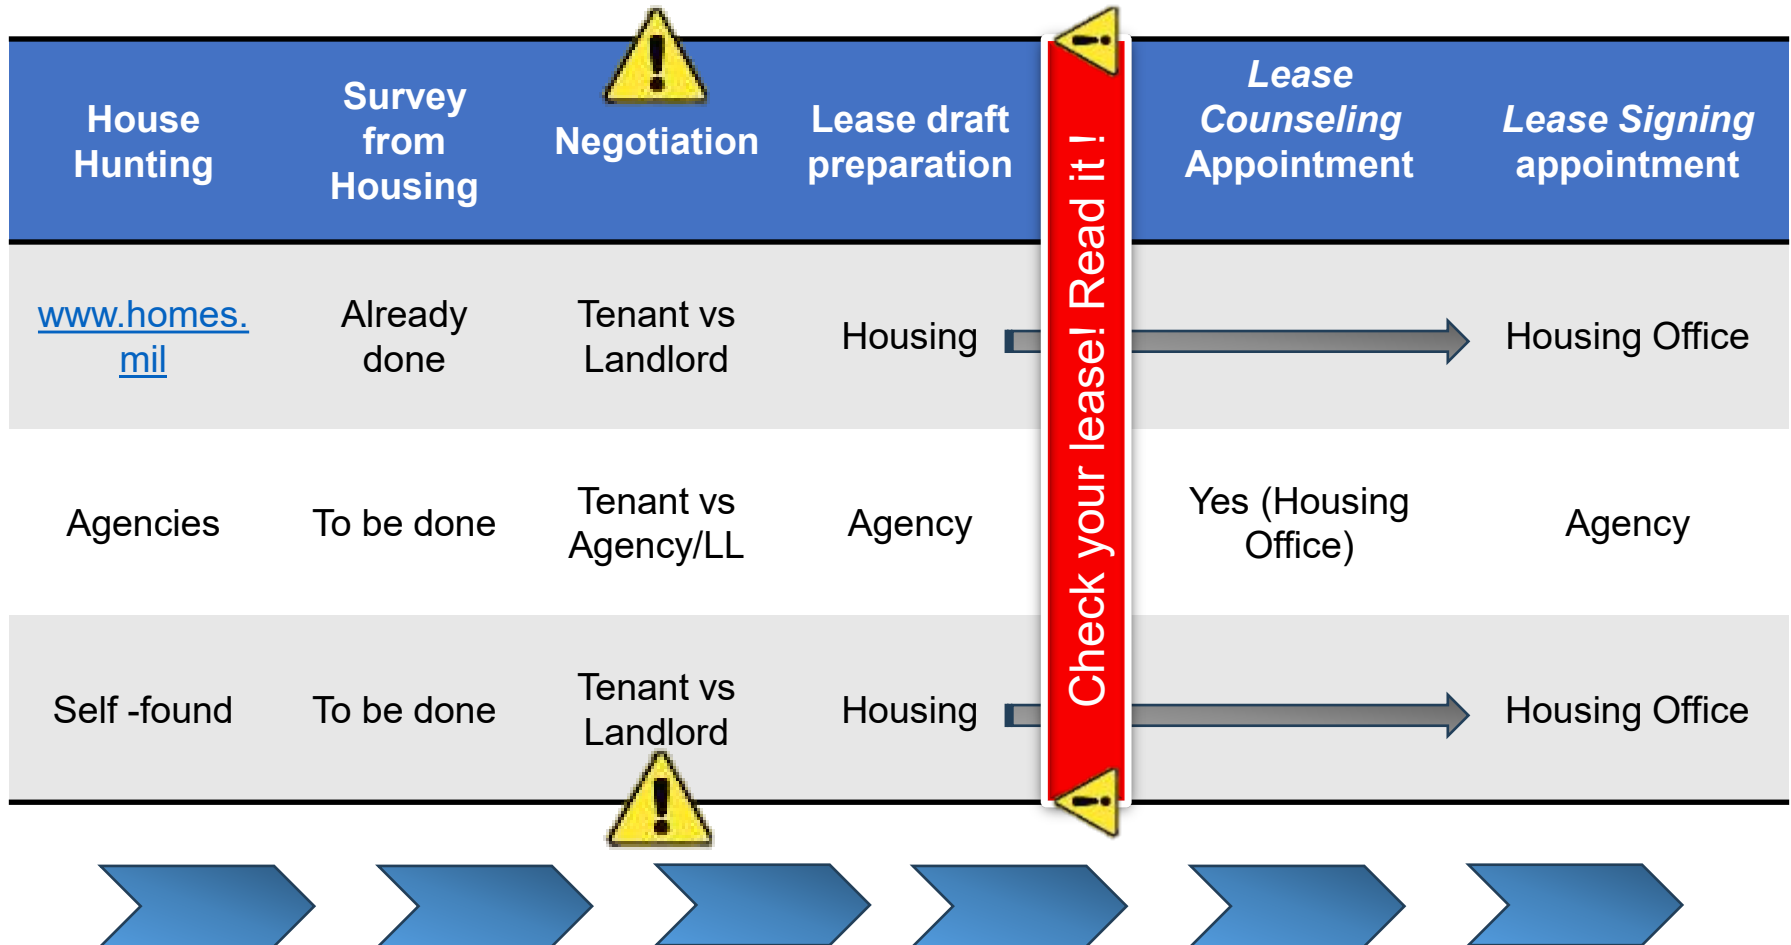 House
Hunting
Survey
from
Housing
Negotiation
Lease draft
preparation
Check your lease! Read it !
Lease
Counseling
Appointment
Lease Signing
appointment
www.homes.
mil
Already
done
Tenant vs
Landlord
Housing
Housing Office
Agencies
To be done
Tenant vs
Agency/LL
Agency
Yes (Housing
Office)
Agency
Self -found
To be done
Tenant vs
Landlord
Housing
Housing Office